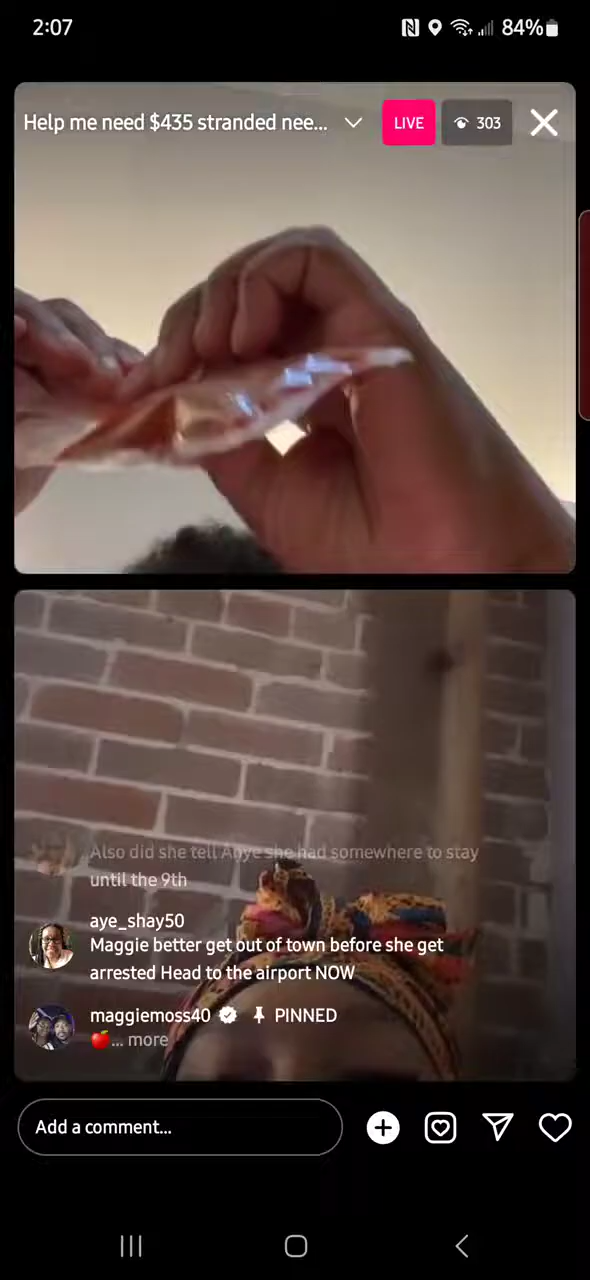 2:07
84%
Help me need $435 stranded nee...
LIVE
303
Also did she tell Anye she had somewhere to stay
until the 9th
aye_shay50
Maggie better get out of town before she get
arrested Head to the airport NOW
maggiemoss40 PINNED
🍎... more
Add a comment...